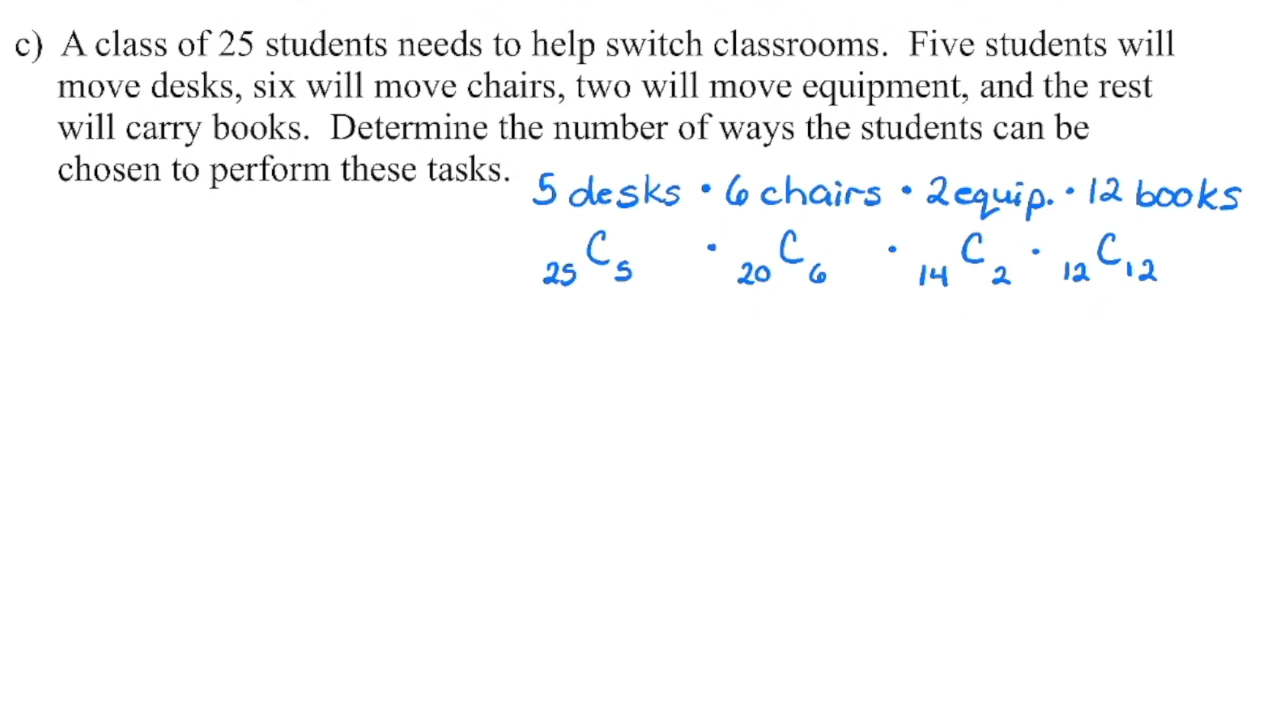 c) A class of 25 students needs to help switch classrooms. Five students will
move desks, six will move chairs, two will move equipment, and the rest
will carry books. Determine the number of ways the students can be
chosen to perform these tasks.
5 desks · 6 chairs · 2 equip. · 12 books
₂₅C₅ · ₂₀C₆ · ₁₄C₂ · ₁₂C₁₂